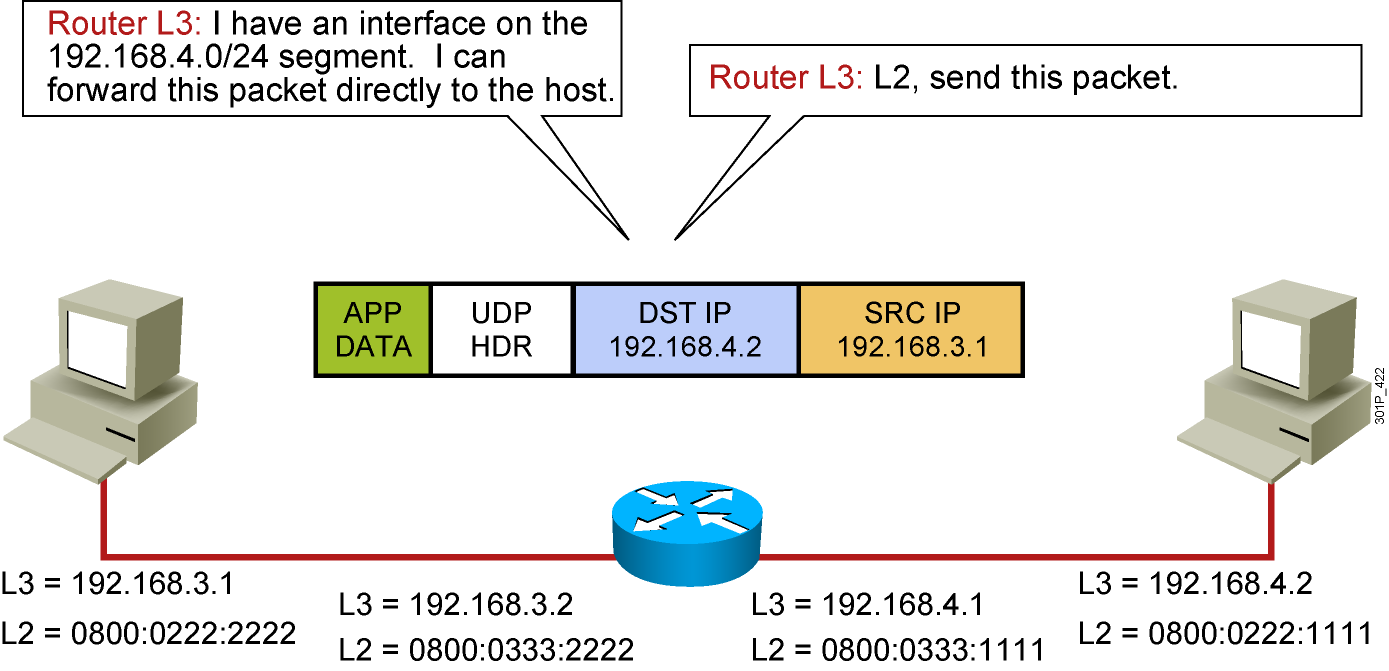 Router L3: I have an interface on the
192.168.4.0/24 segment.  I can
forward this packet directly to the host.
Router L3: L2, send this packet.
APP
DATA
UDP
HDR
DST IP
192.168.4.2
SRC IP
192.168.3.1
301P_422
L3 = 192.168.3.1
L2 = 0800:0222:2222
L3 = 192.168.3.2
L2 = 0800:0333:2222
L3 = 192.168.4.1
L2 = 0800:0333:1111
L3 = 192.168.4.2
L2 = 0800:0222:1111